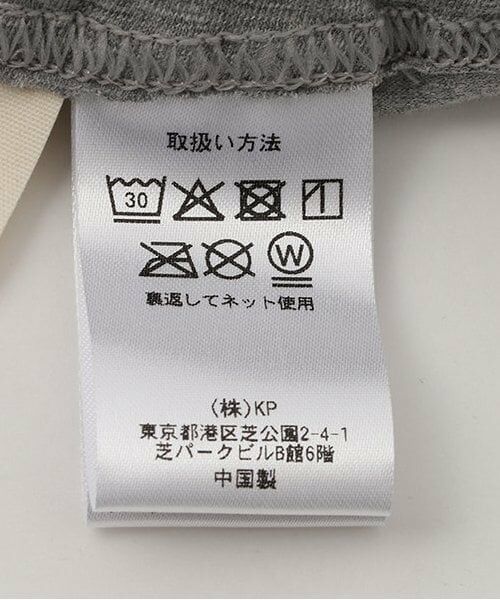 取扱い方法
30
W
裏返してネット使用
(株)KP
東京都港区芝公園2-4-1
芝パークビルB館6階
中国製